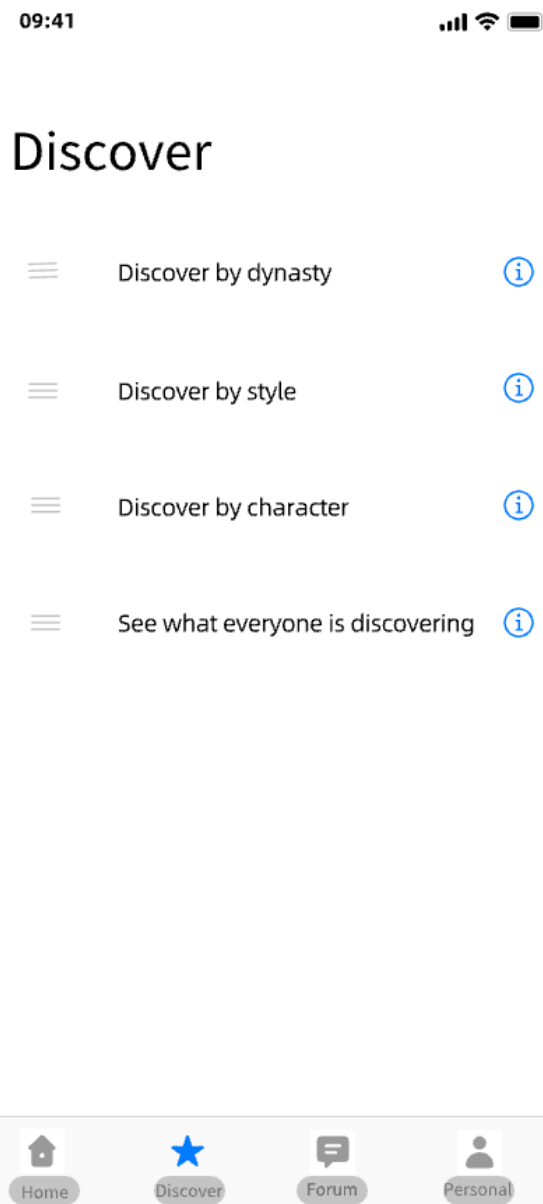 09:41
Discover
Discover by dynasty
Discover by style
Discover by character
See what everyone is discovering
Home Discover Forum Personal